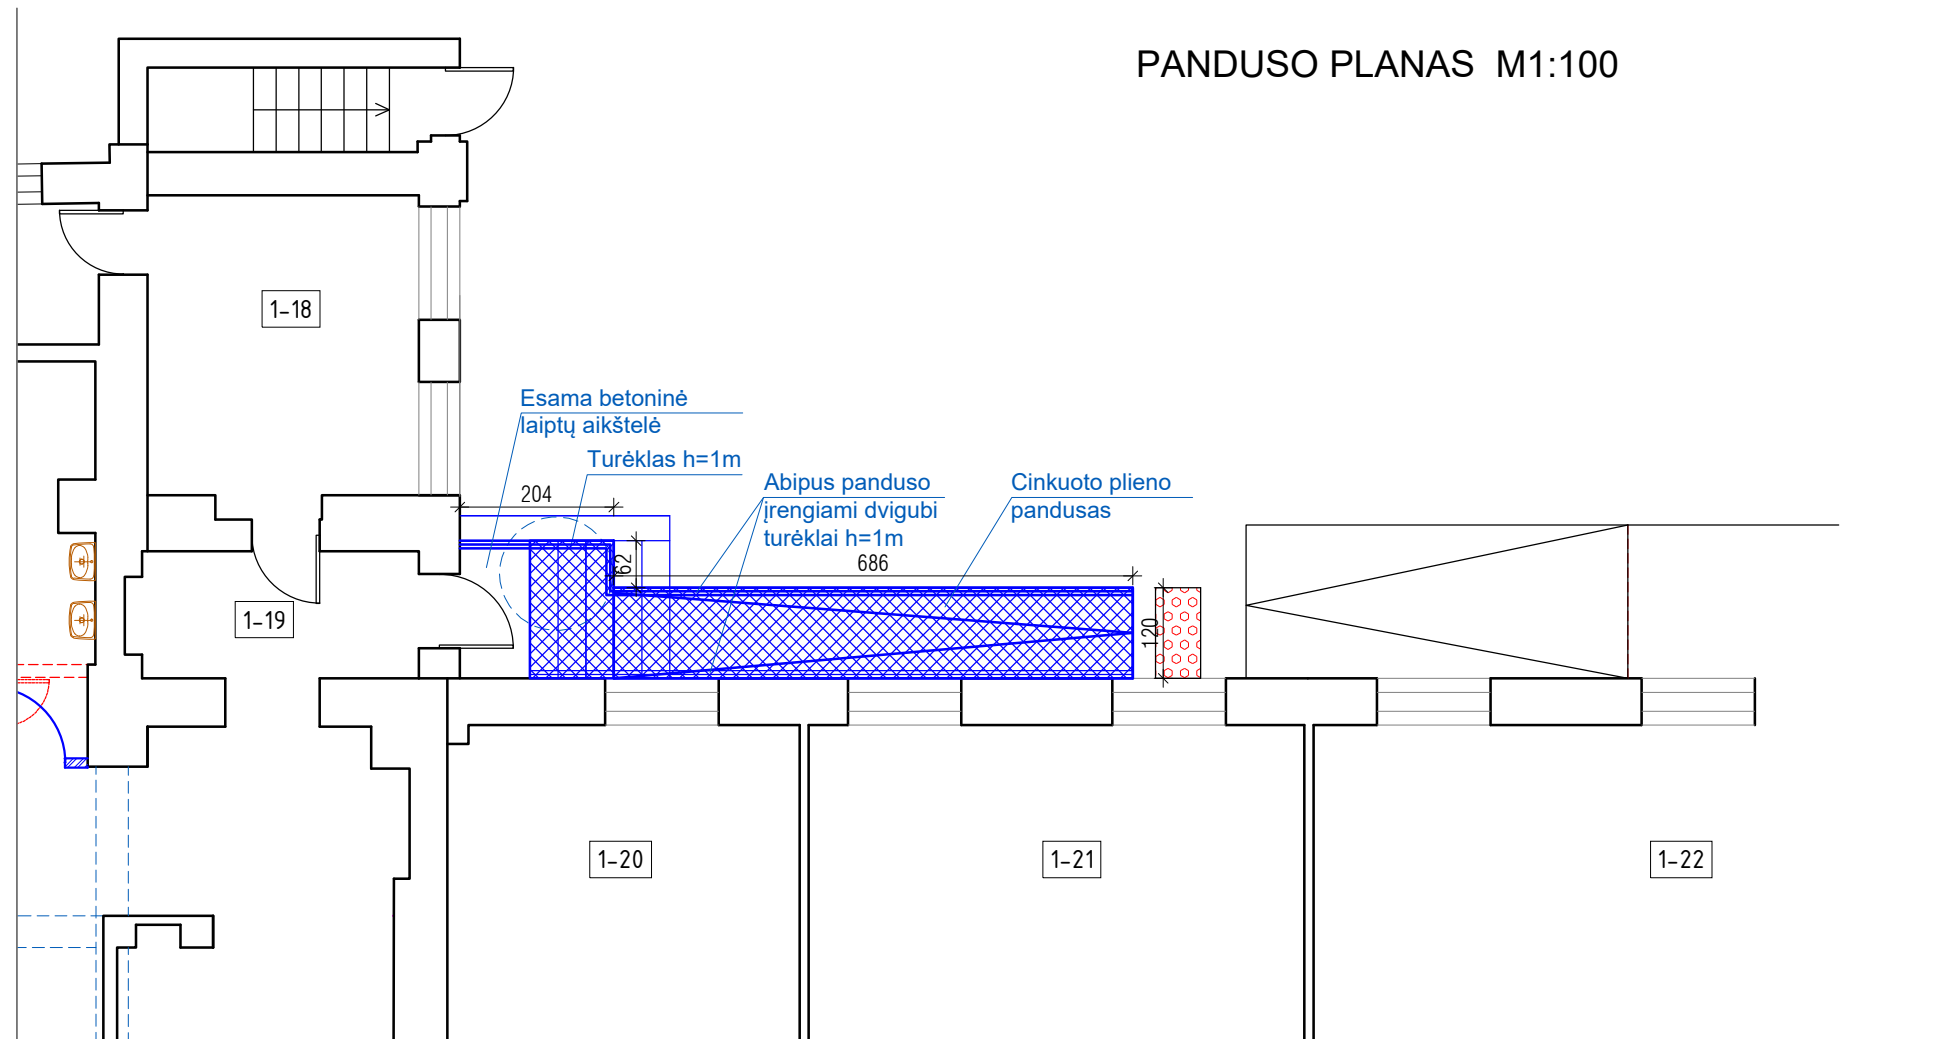 PANDUSO PLANAS M1:100
1-18
Esama betoninė
laiptų aikštelė
Turėklas h=1m
204
Abipus panduso
įrengiami dvigubi
turėklai h=1m
Cinkuoto plieno
pandusas
62
686
1-19
120
1-20
1-21
1-22